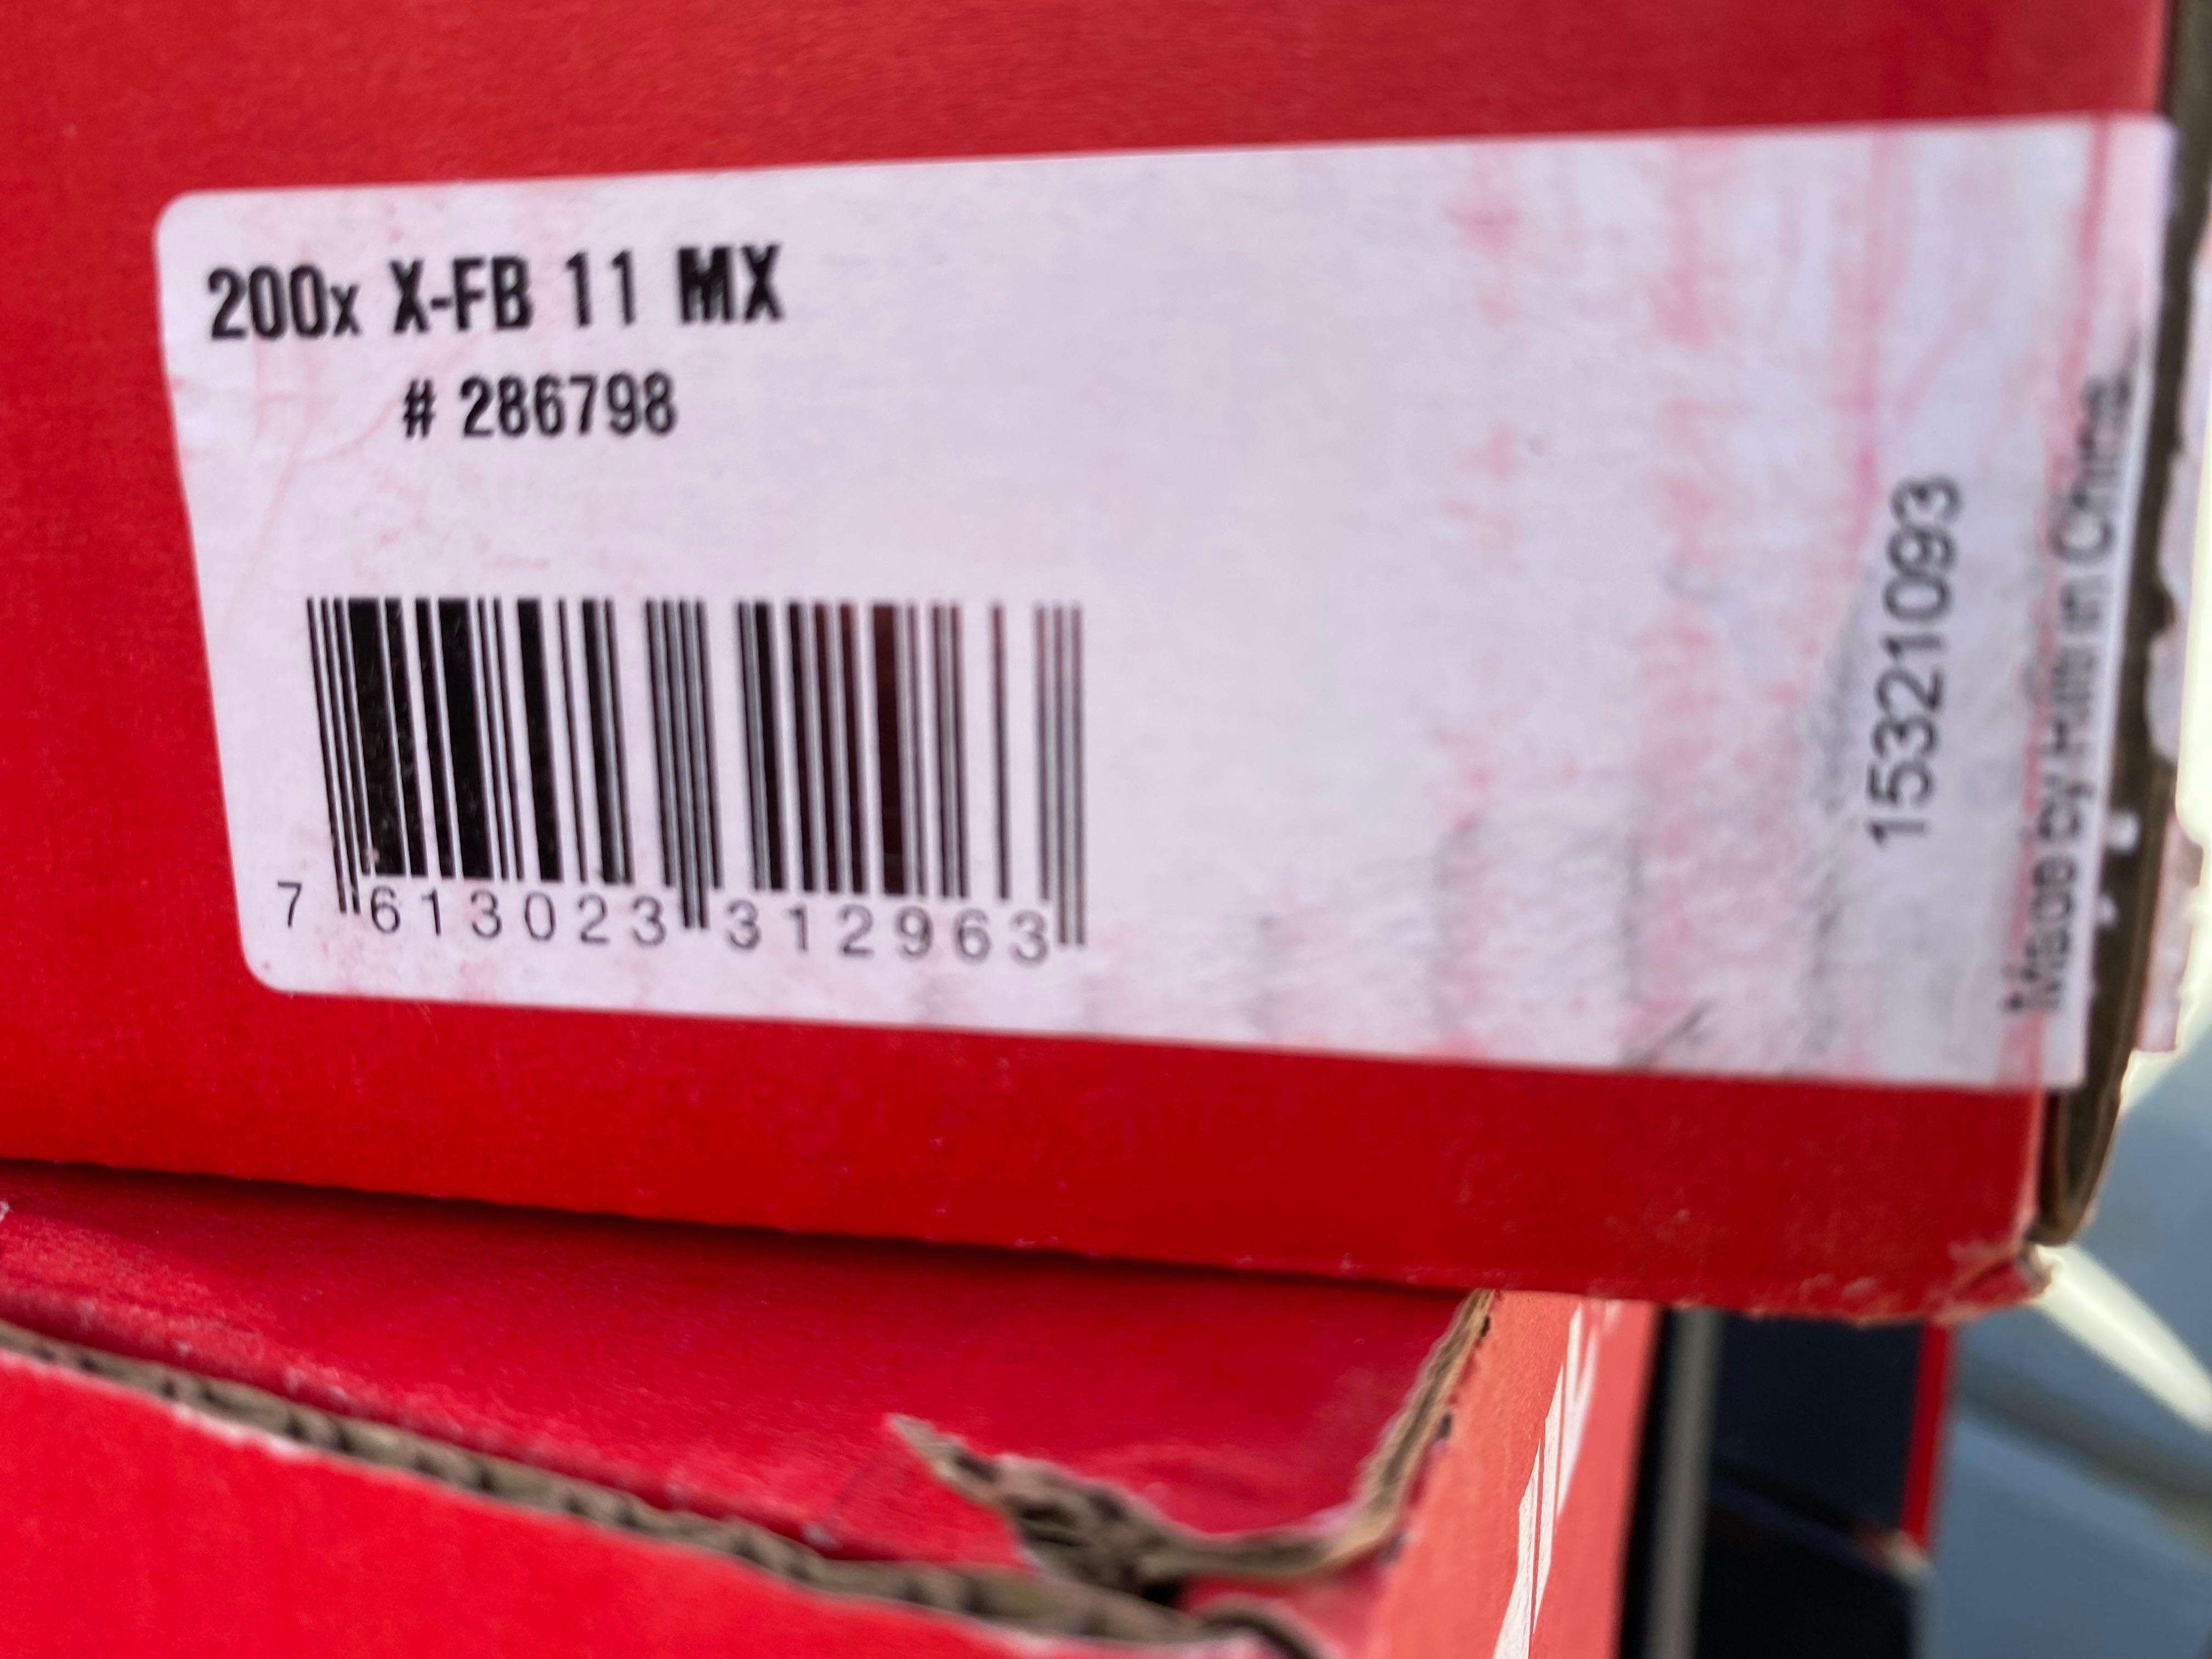 200x X-FB 11 MX
# 286798
7 613023 312963
15321093
Made by Hilti in China